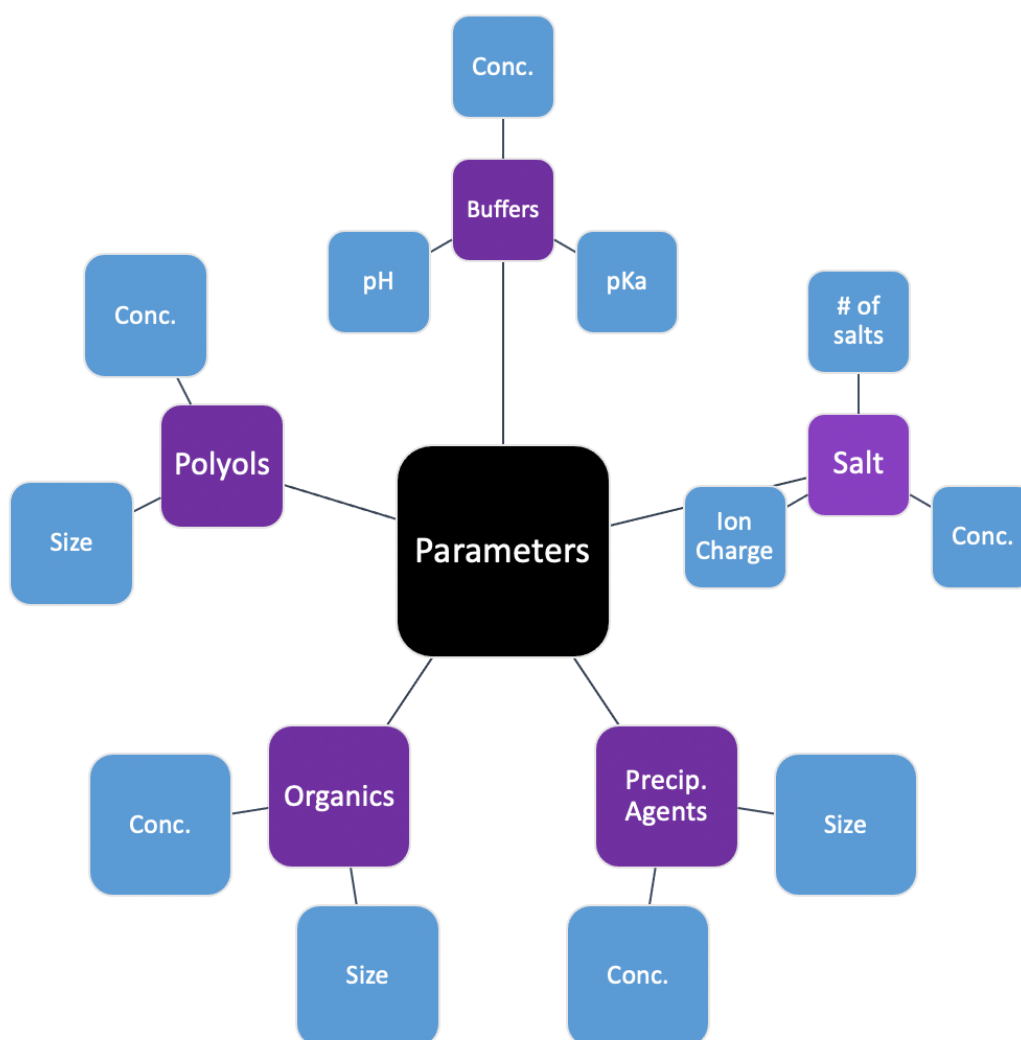 Conc.
Buffers
pH
pKa
Conc.
# of
salts
Polyols
Salt
Size
Ion
Charge
Conc.
Parameters
Organics
Precip.
Agents
Conc.
Size
Size
Conc.